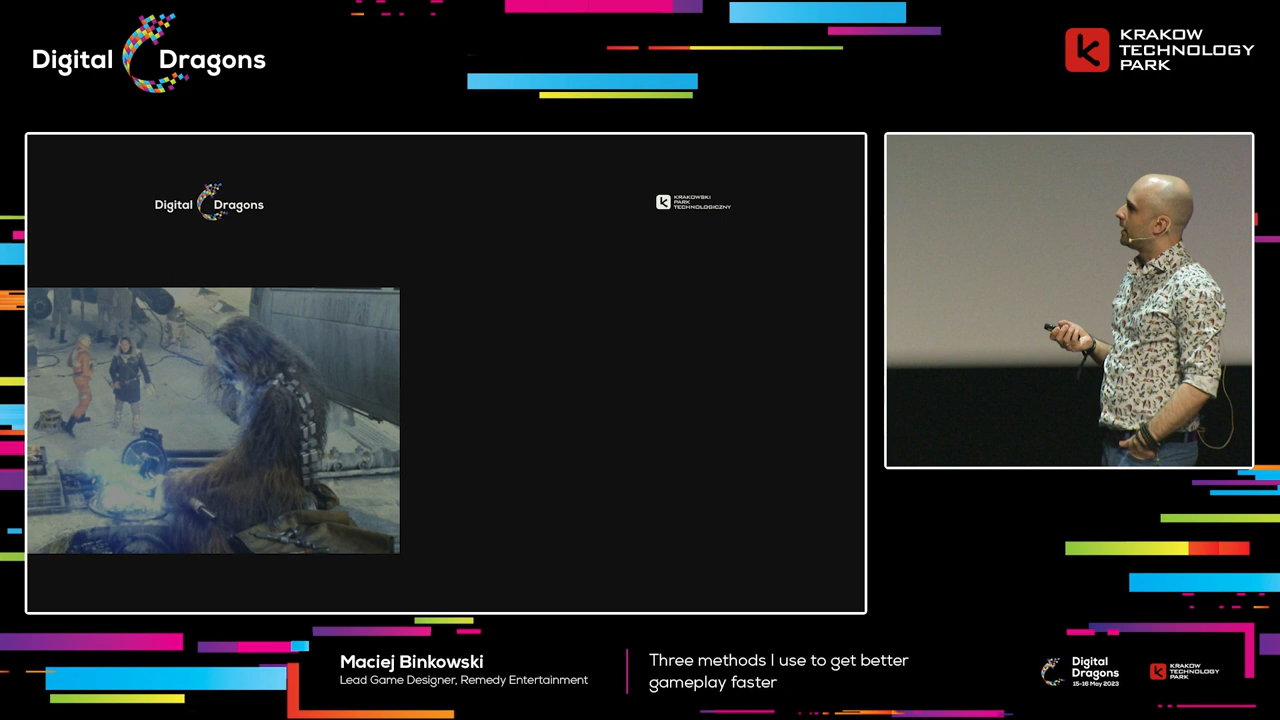 Digital Dragons
KRAKOW
TECHNOLOGY
PARK
Digital Dragons
KRAKOWSKI
PARK
TECHNOLOGICZNY
Maciej Binkowski
Lead Game Designer, Remedy Entertainment
Three methods I use to get better
gameplay faster
Digital
Dragons
15-16 May 2023
KRAKOW
TECHNOLOGY
PARK